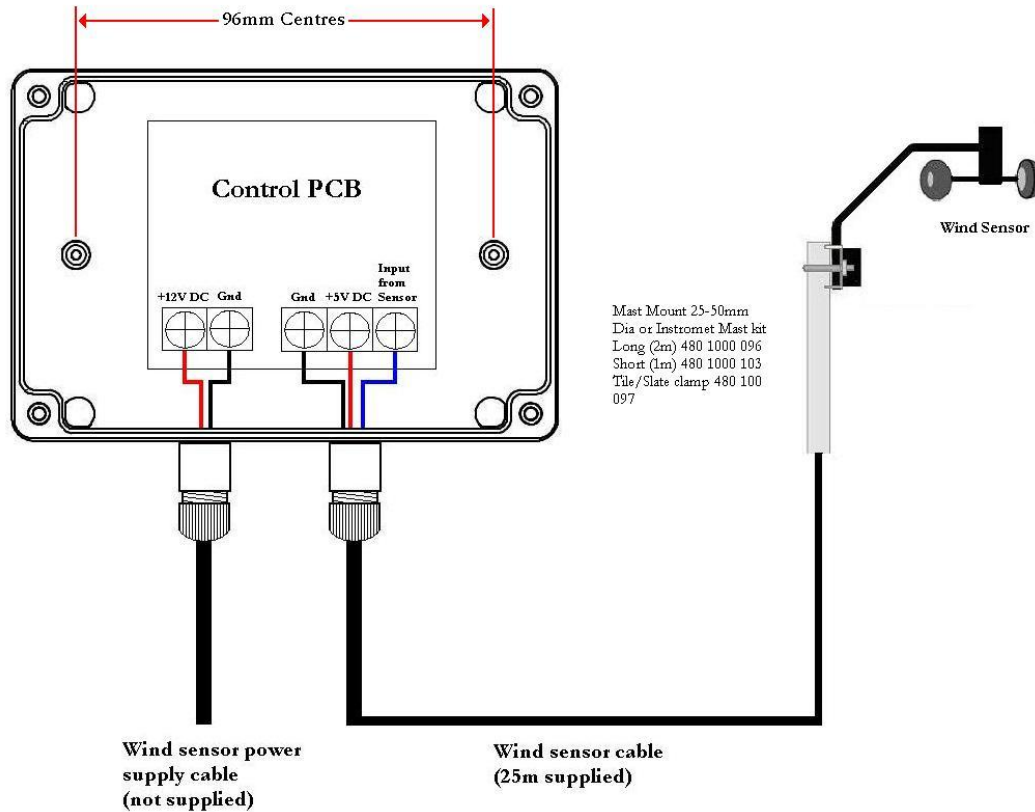 96mm Centres
Control PCB
+12V DC Gnd
Gnd +5V DC
Input
from
Sensor
Wind Sensor
Mast Mount 25-50mm
Dia or Instromet Mast kit
Long (2m) 480 1000 096
Short (1m) 480 1000 103
Tile/Slate clamp 480 100
097
Wind sensor power
supply cable
(not supplied)
Wind sensor cable
(25m supplied)